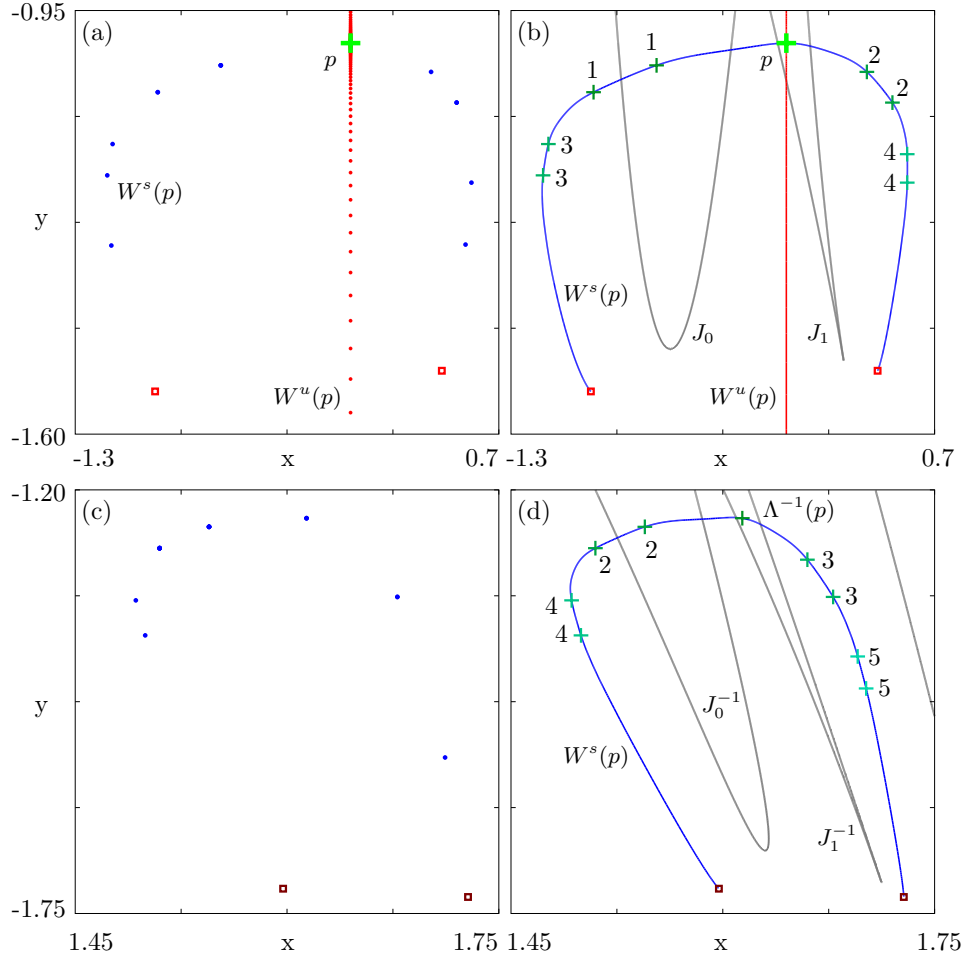 -0.95
(a)
(b)
p
1
1
p
2
2
3
3
4
4
W^s(p)
y
W^s(p)
J_0
J_1
W^u(p)
W^u(p)
-1.60
-1.3
x
0.7
-1.3
x
0.7
-1.20
(c)
(d)
Λ^{-1}(p)
2
2
3
3
4
4
5
5
y
J_0^{-1}
W^s(p)
J_1^{-1}
-1.75
1.45
x
1.75
1.45
x
1.75